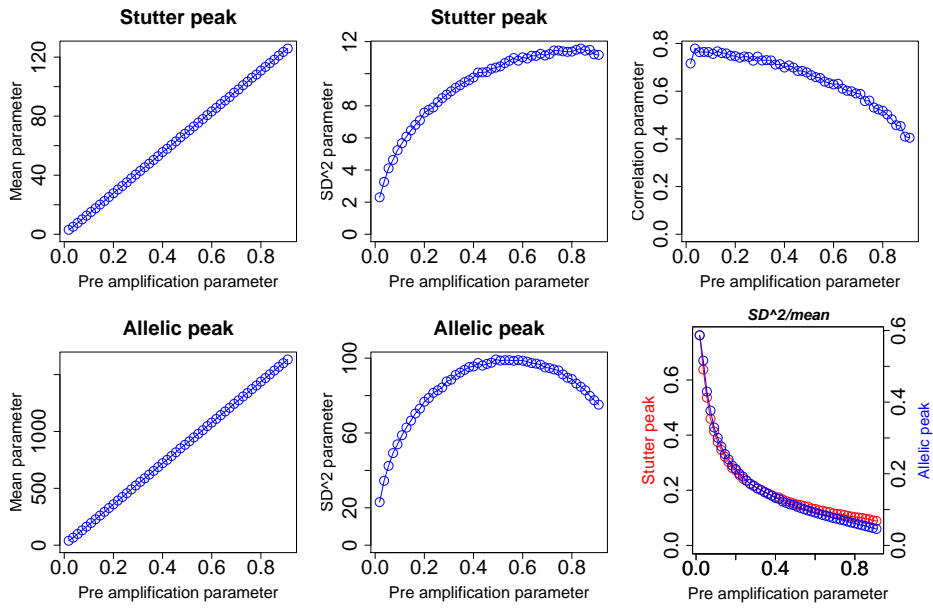 Stutter peak
Mean parameter
0 40 80 120
0.0 0.2 0.4 0.6 0.8
Pre amplification parameter
Stutter peak
SD^2 parameter
0 2 4 6 8 10 12
0.0 0.2 0.4 0.6 0.8
Pre amplification parameter
Correlation parameter
0.0 0.2 0.4 0.6 0.8
0.0 0.2 0.4 0.6 0.8
Pre amplification parameter
Allelic peak
Mean parameter
0 500 1000
0.0 0.2 0.4 0.6 0.8
Pre amplification parameter
Allelic peak
SD^2 parameter
0 20 60 100
0.0 0.2 0.4 0.6 0.8
Pre amplification parameter
SD^2/mean
Stutter peak
0.0 0.2 0.4 0.6
Allelic peak
0.0 0.2 0.4 0.6
0.0 0.4 0.8
Pre amplification parameter